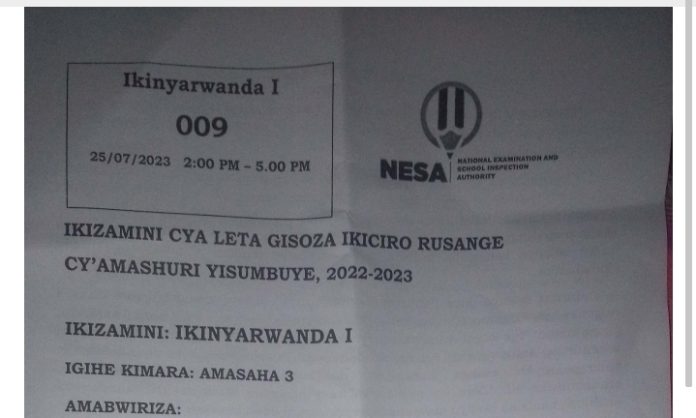 Ikinyarwanda I
009
25/07/2023 2:00 PM – 5.00 PM
NESA
NATIONAL EXAMINATION AND
SCHOOL INSPECTION
AUTHORITY
IKIZAMINI CYA LETA GISOZA IKICIRO RUSANGE
CY'AMASHURI YISUMBUYE, 2022-2023
IKIZAMINI: IKINYARWANDA I
IGIHE KIMARA: AMASAHA 3
AMABWIRIZA: